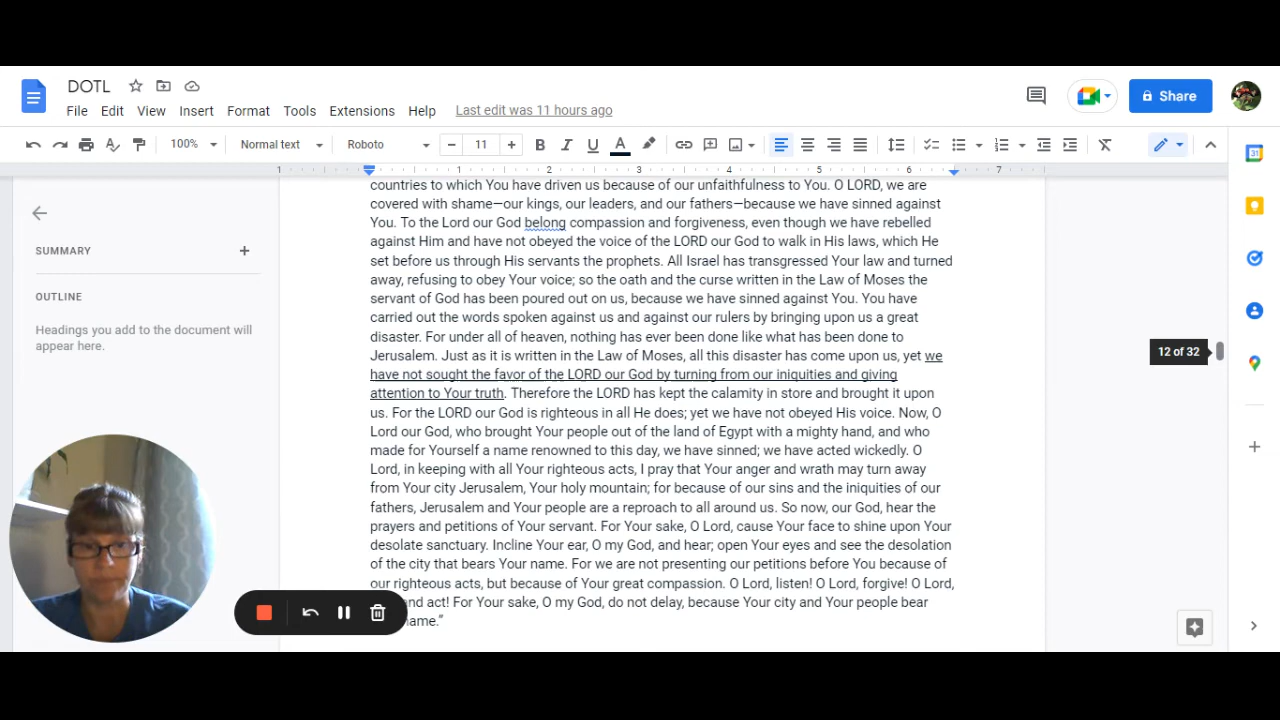 DOTL
File Edit View Insert Format Tools Extensions Help Last edit was 11 hours ago
Share
100% Normal text Roboto 11
1 1 2 3 4 5 6 7
SUMMARY
OUTLINE
Headings you add to the document will
appear here.
countries to which You have driven us because of our unfaithfulness to You. O LORD, we are
covered with shame—our kings, our leaders, and our fathers—because we have sinned against
You. To the Lord our God belong compassion and forgiveness, even though we have rebelled
against Him and have not obeyed the voice of the LORD our God to walk in His laws, which He
set before us through His servants the prophets. All Israel has transgressed Your law and turned
away, refusing to obey Your voice; so the oath and the curse written in the Law of Moses the
servant of God has been poured out on us, because we have sinned against You. You have
carried out the words spoken against us and against our rulers by bringing upon us a great
disaster. For under all of heaven, nothing has ever been done like what has been done to
Jerusalem. Just as it is written in the Law of Moses, all this disaster has come upon us, yet we
have not sought the favor of the LORD our God by turning from our iniquities and giving
attention to Your truth. Therefore the LORD has kept the calamity in store and brought it upon
us. For the LORD our God is righteous in all He does; yet we have not obeyed His voice. Now, O
Lord our God, who brought Your people out of the land of Egypt with a mighty hand, and who
made for Yourself a name renowned to this day, we have sinned; we have acted wickedly. O
Lord, in keeping with all Your righteous acts, I pray that Your anger and wrath may turn away
from Your city Jerusalem, Your holy mountain; for because of our sins and the iniquities of our
fathers, Jerusalem and Your people are a reproach to all around us. So now, our God, hear the
prayers and petitions of Your servant. For Your sake, O Lord, cause Your face to shine upon Your
desolate sanctuary. Incline Your ear, O my God, and hear; open Your eyes and see the desolation
of the city that bears Your name. For we are not presenting our petitions before You because of
our righteous acts, but because of Your great compassion. O Lord, listen! O Lord, forgive! O Lord,
and act! For Your sake, O my God, do not delay, because Your city and Your people bear
ame.”
12 of 32
31